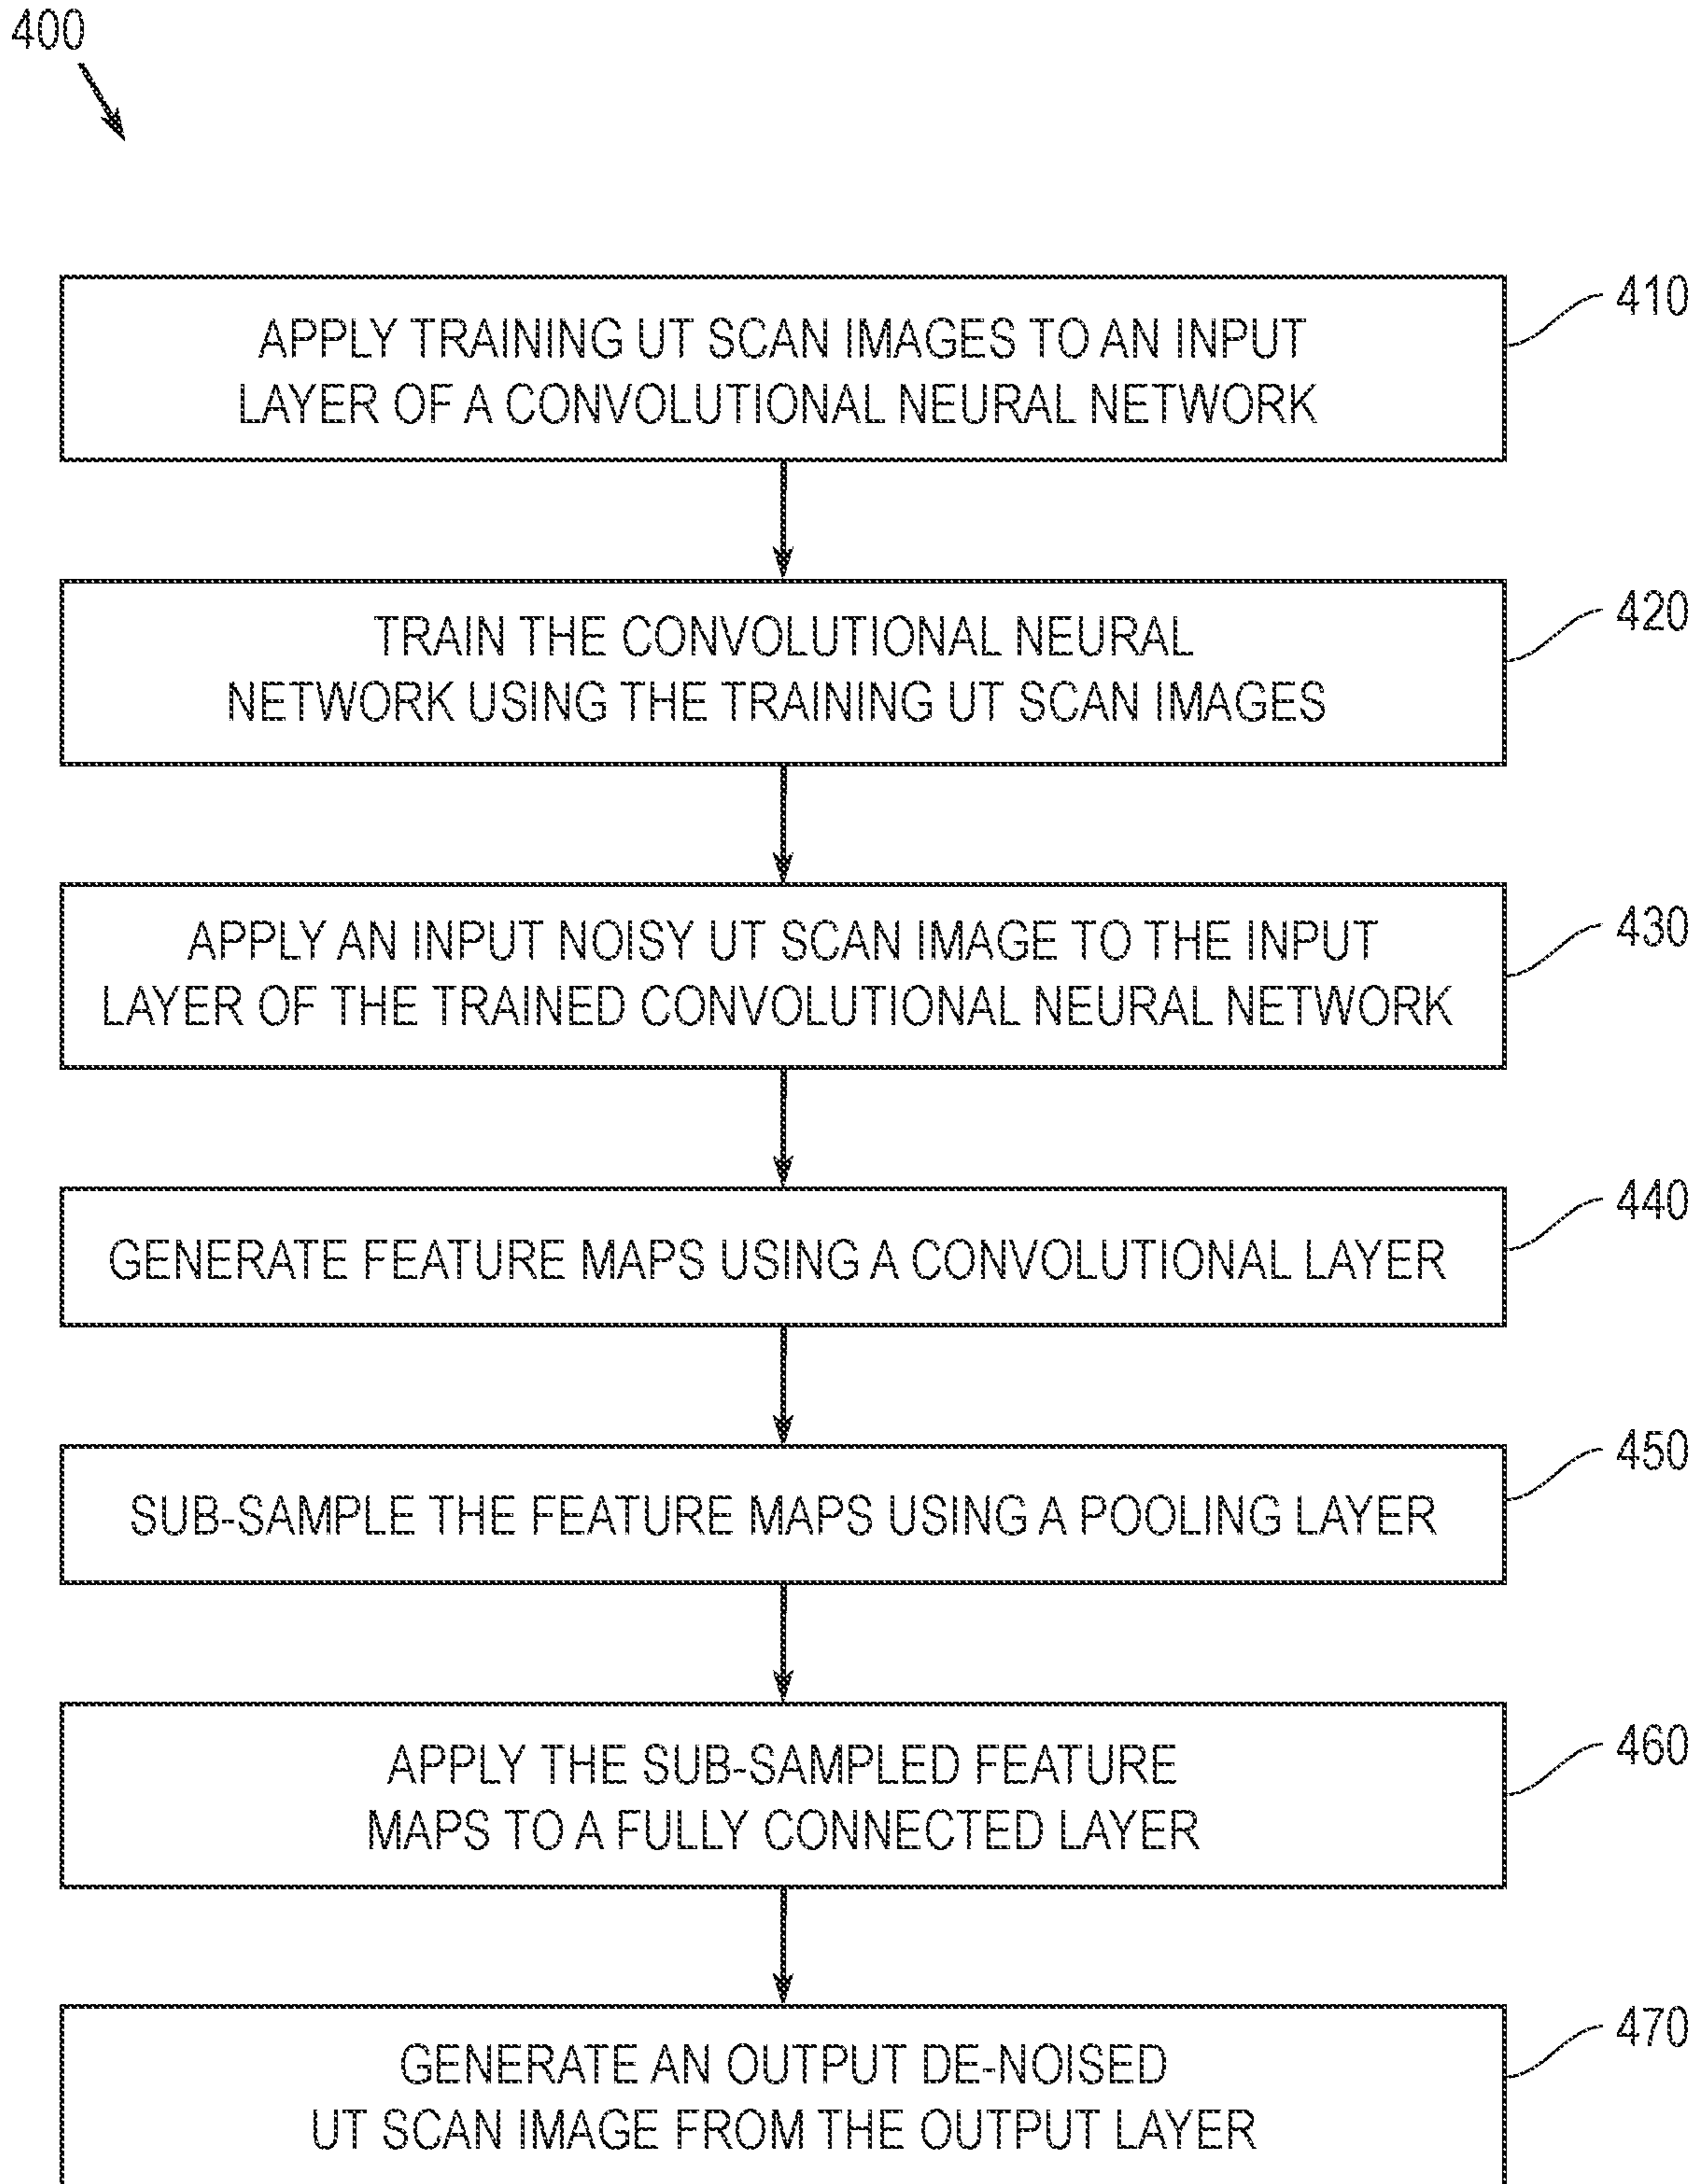 400
APPLY TRAINING UT SCAN IMAGES TO AN INPUT
LAYER OF A CONVOLUTIONAL NEURAL NETWORK
410
TRAIN THE CONVOLUTIONAL NEURAL
NETWORK USING THE TRAINING UT SCAN IMAGES
420
APPLY AN INPUT NOISY UT SCAN IMAGE TO THE INPUT
LAYER OF THE TRAINED CONVOLUTIONAL NEURAL NETWORK
430
GENERATE FEATURE MAPS USING A CONVOLUTIONAL LAYER
440
SUB-SAMPLE THE FEATURE MAPS USING A POOLING LAYER
450
APPLY THE SUB-SAMPLED FEATURE
MAPS TO A FULLY CONNECTED LAYER
460
GENERATE AN OUTPUT DE-NOISED
UT SCAN IMAGE FROM THE OUTPUT LAYER
470